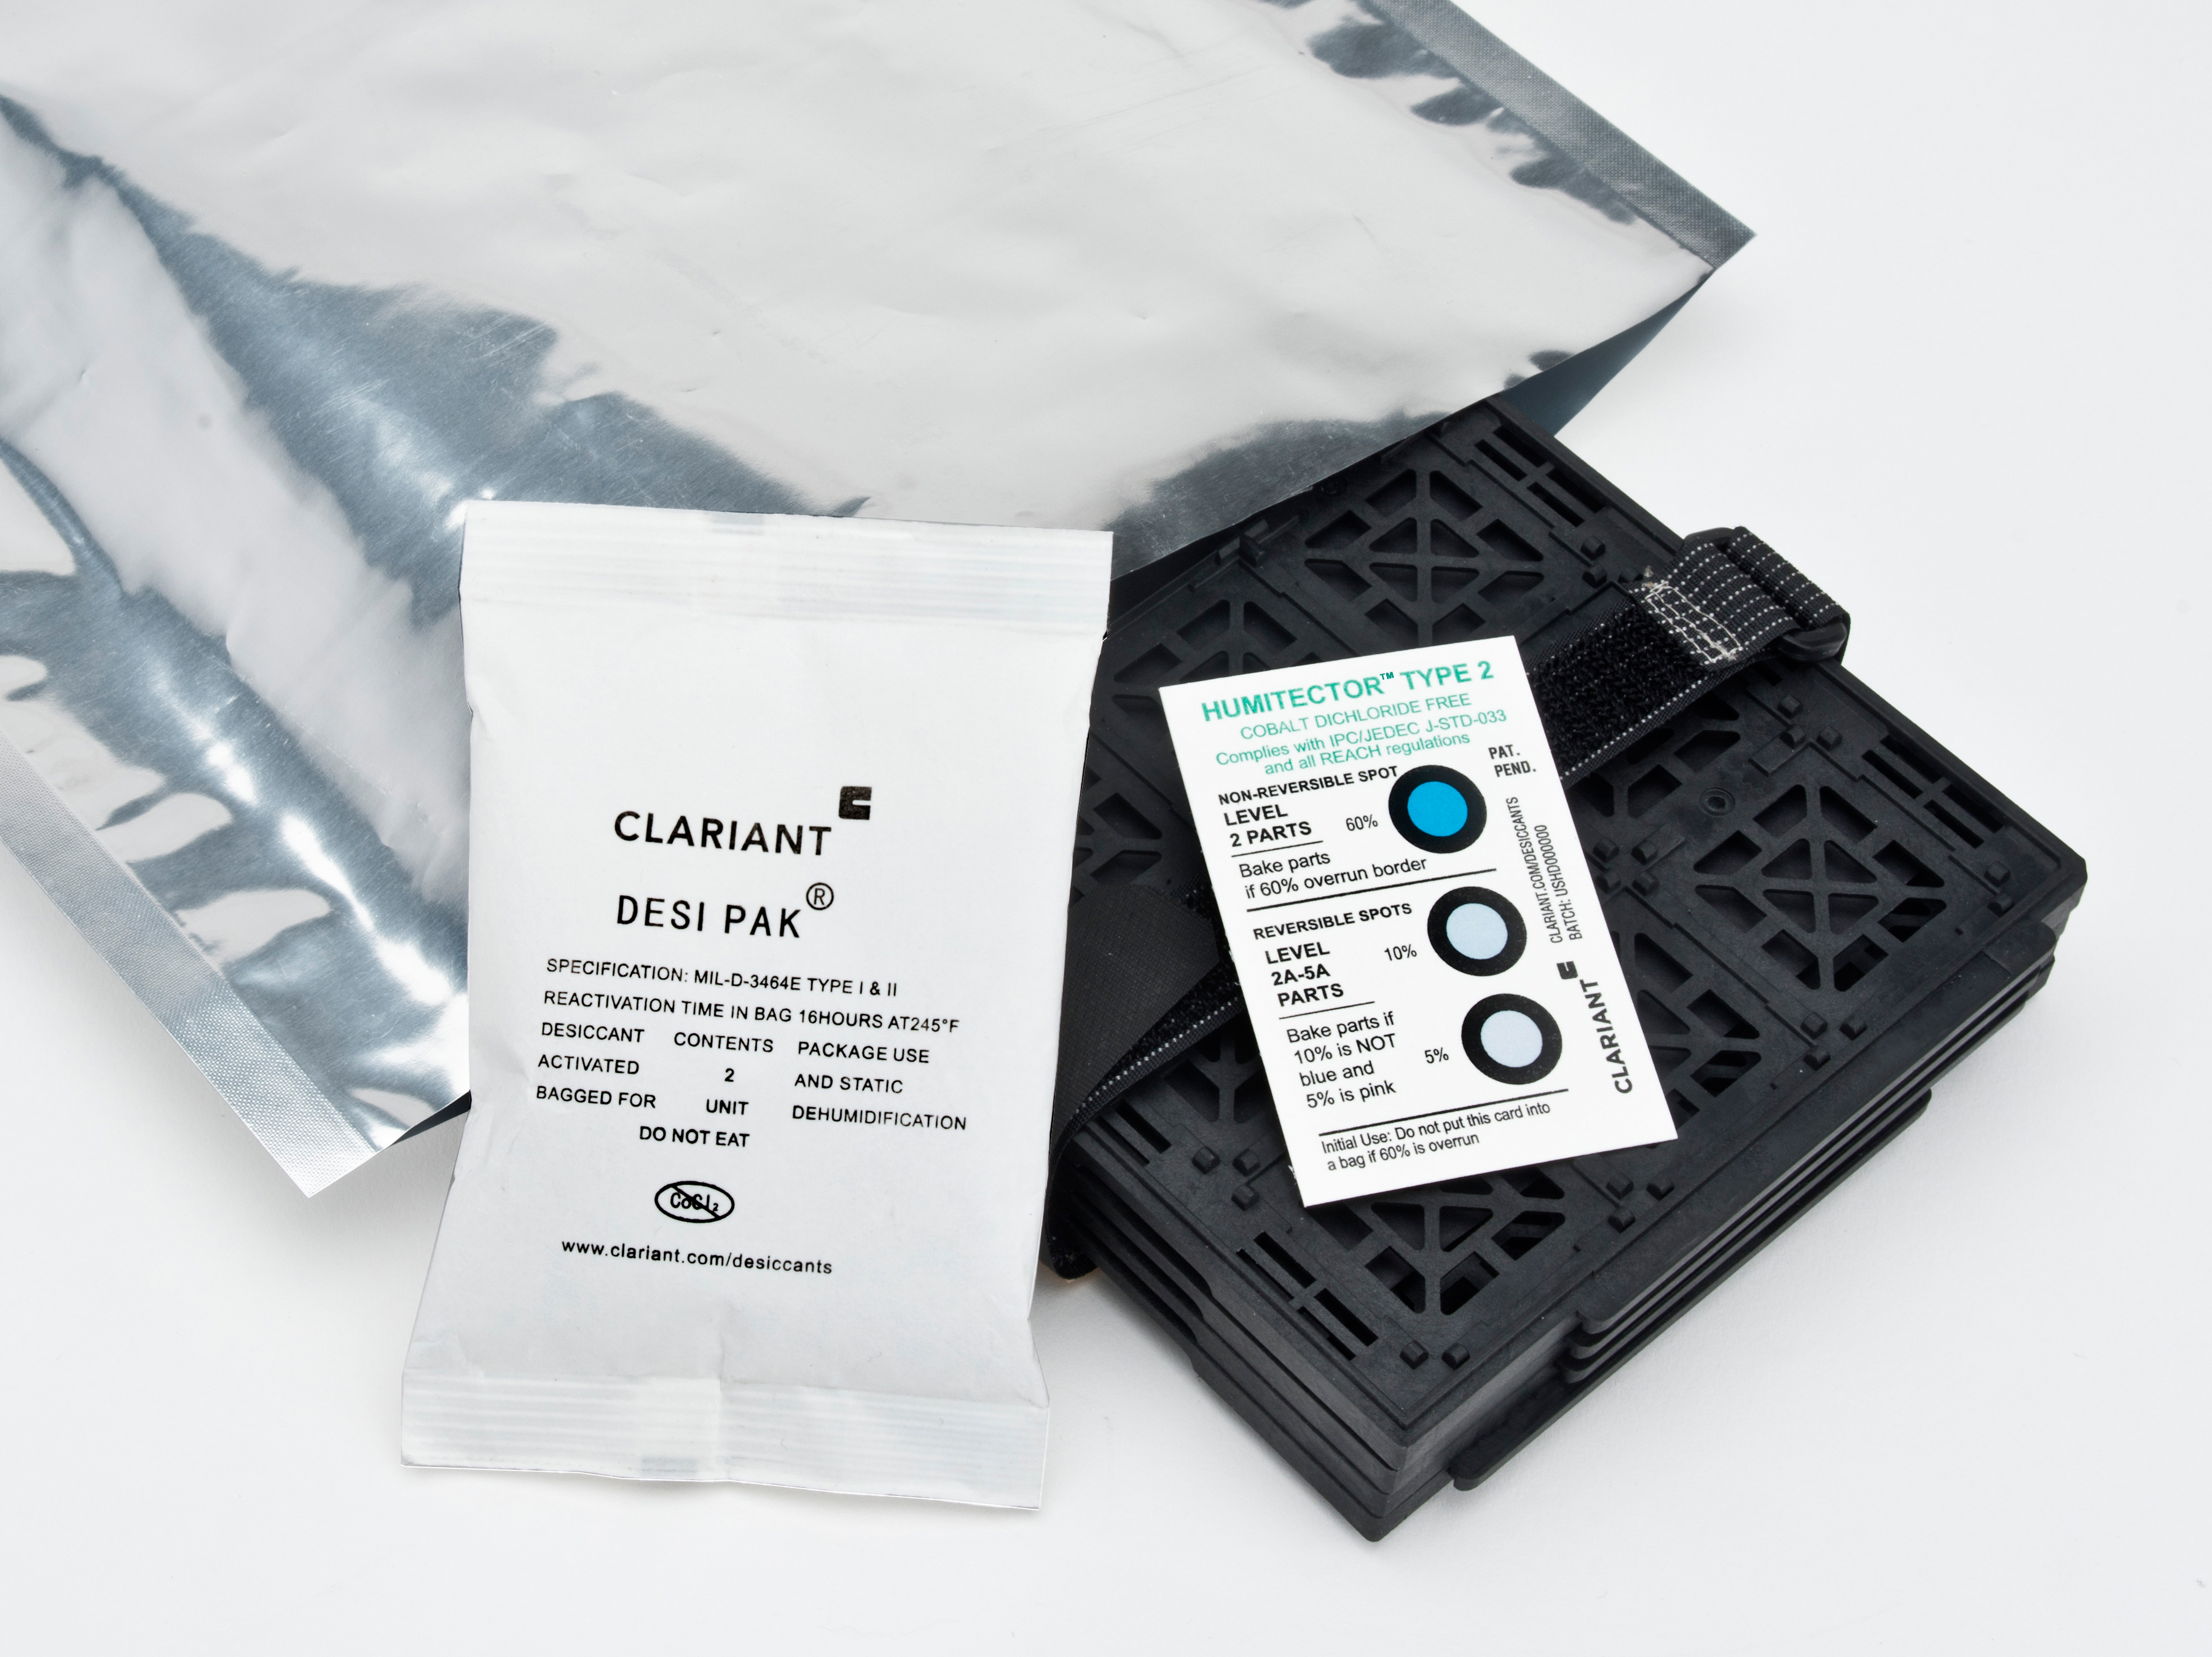 CLARIANT
DESI PAK®
SPECIFICATION: MIL-D-3464E TYPE I & II
REACTIVATION TIME IN BAG 16HOURS AT245°F
DESICCANT CONTENTS PACKAGE USE
ACTIVATED 2 AND STATIC
BAGGED FOR UNIT DEHUMIDIFICATION
DO NOT EAT
CoCl₂
www.clariant.com/desiccants
HUMITECTOR™ TYPE 2
COBALT DICHLORIDE FREE
Complies with IPC/JEDEC J-STD-033
and all REACH regulations
PAT.
PEND.
NON-REVERSIBLE SPOT
LEVEL
2 PARTS
60%
Bake parts
if 60% overrun border
REVERSIBLE SPOTS
LEVEL
2A-5A
PARTS
10%
Bake parts if
10% is NOT
blue and
5% is pink
5%
Initial Use: Do not put this card into
a bag if 60% is overrun
CLARIANT.COM/DESICCANTS
BATCH: USHD000000
CLARIANT